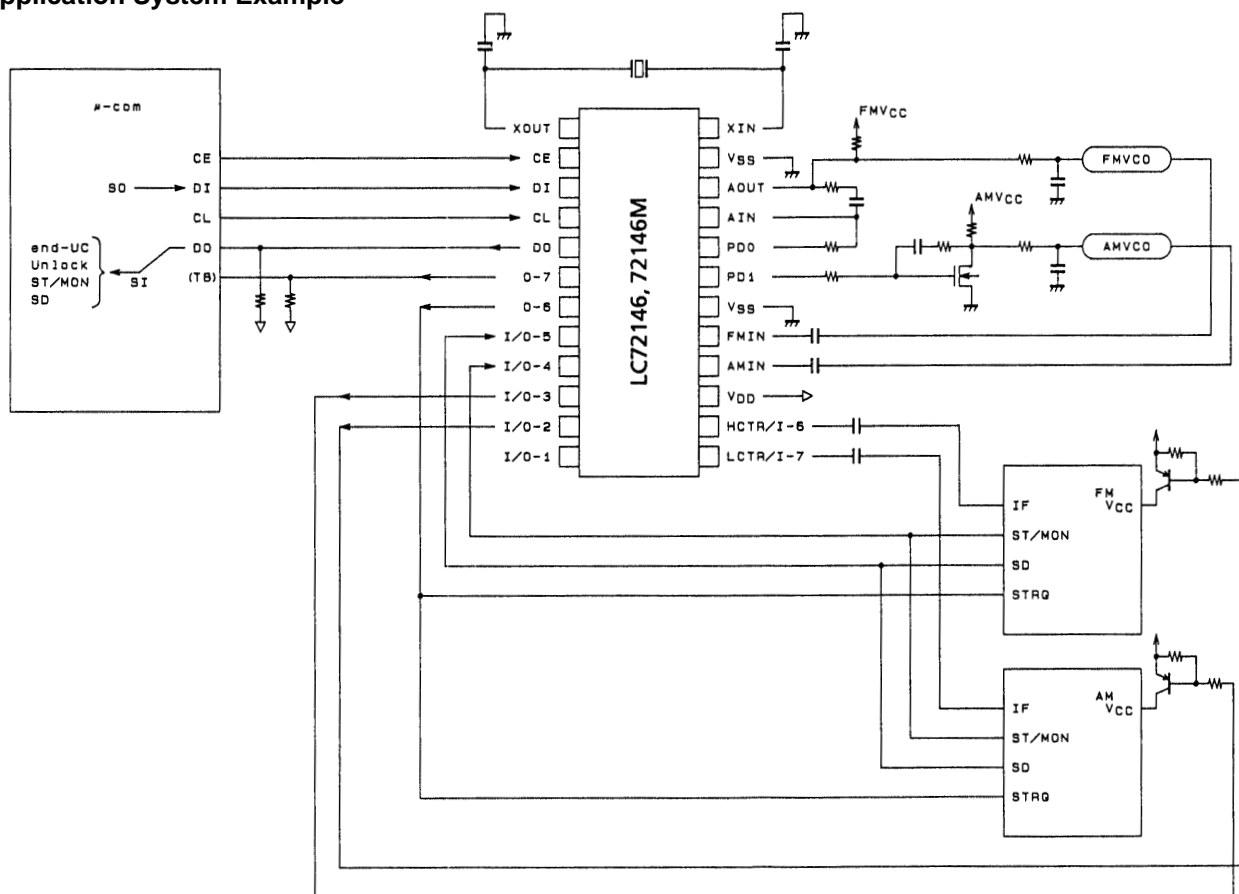 pplication System Example
μ-com
CE
SO
DI
CL
DO
(TB)
end-UC
Unlock
ST/MON
SD
SI
XOUT
CE
DI
CL
DO
O-7
O-6
I/O-5
I/O-4
I/O-3
I/O-2
I/O-1
LC72146, 72146M
XIN
VSS
AOUT
AIN
PD0
PD1
VSS
FMIN
AMIN
VDD
HCTR/I-6
LCTR/I-7
FMVCC
FMVCO
AMVCC
AMVCO
IF
ST/MON
SD
STRQ
FM
VCC
IF
ST/MON
SD
STRQ
AM
VCC